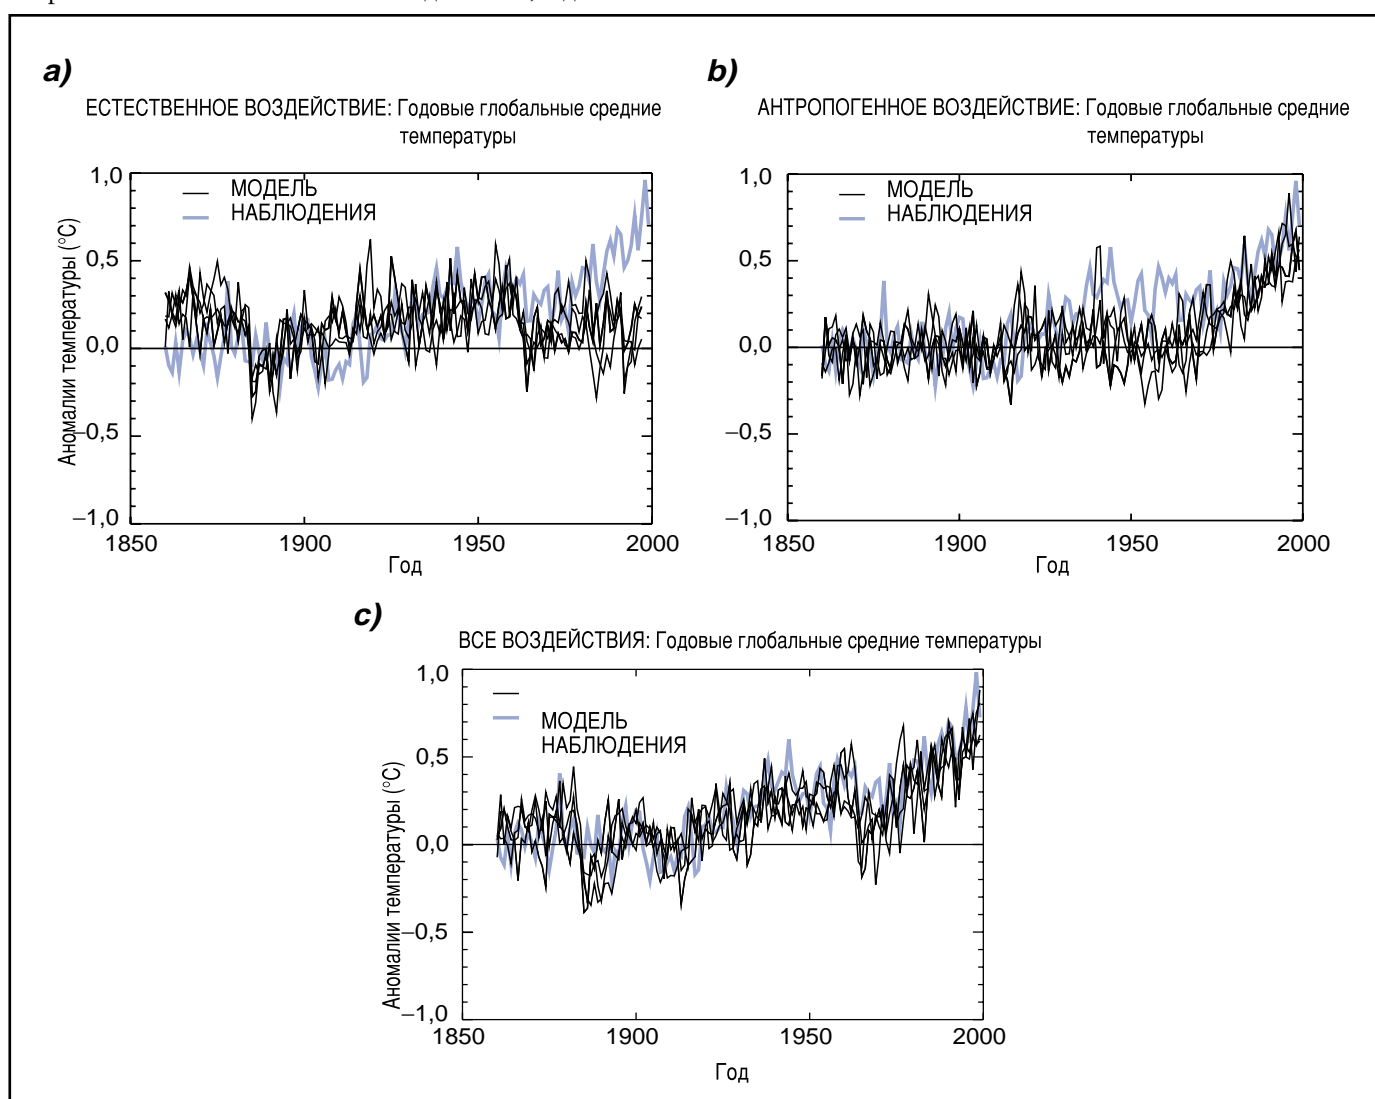 a)
ЕСТЕСТВЕННОЕ ВОЗДЕЙСТВИЕ: Годовые глобальные средние
температуры
1,0
0,5
0,0
–0,5
–1,0
МОДЕЛЬ
НАБЛЮДЕНИЯ
Аномалии температуры (°C)
1850
1900
1950
2000
Год
b)
АНТРОПОГЕННОЕ ВОЗДЕЙСТВИЕ: Годовые глобальные средние
температуры
1,0
0,5
0,0
–0,5
–1,0
МОДЕЛЬ
НАБЛЮДЕНИЯ
1850
1900
1950
2000
Год
c)
ВСЕ ВОЗДЕЙСТВИЯ: Годовые глобальные средние температуры
1,0
0,5
0,0
–0,5
–1,0
МОДЕЛЬ
НАБЛЮДЕНИЯ
Аномалии температуры (°C)
1850
1900
1950
2000
Год